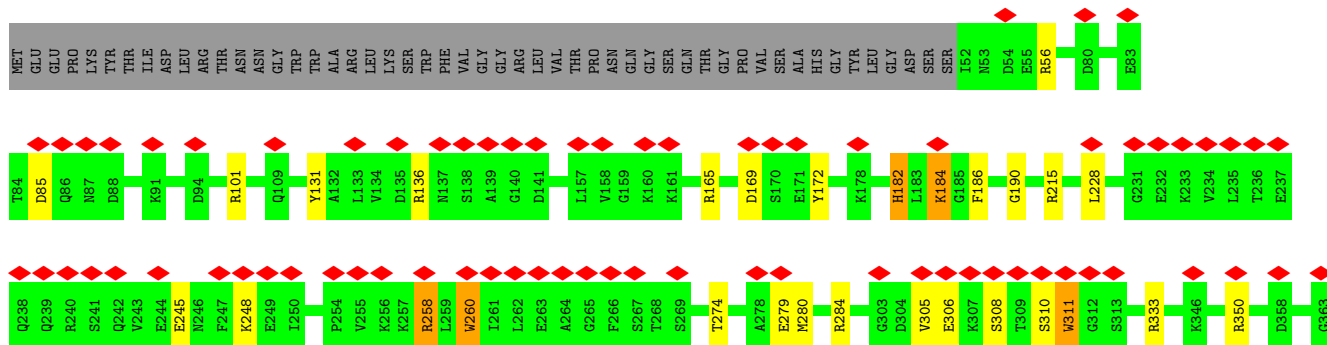 MET GLU GLU PRO LYS TYR THR ILE ASP LEU ARG THR ASN ASN GLY TRP TRP ALA ARG LEU LYS SER TRP PHE VAL GLY GLY ARG LEU VAL THR PRO ASN GLN GLY SER GLN THR GLY PRO VAL SER ALA HIS GLY TYR LEU GLY ASP SER SER I52 N53 D54 E55 R56 D80 E83
T84 D85 Q86 N87 D88 K91 D94 R101 Q109 Y131 A132 L133 V134 D135 R136 N137 S138 A139 G140 D141 L157 V158 G159 K160 K161 R165 D169 S170 E171 Y172 K178 H182 L183 K184 G185 F186 G190 R215 L228 G231 E232 K233 V234 L235 T236 E237
Q238 Q239 R240 S241 Q242 V243 E244 E245 N246 F247 K248 E249 I250 P254 V255 K256 K257 R258 L259 W260 I261 L262 E263 A264 G265 F266 S267 T268 S269 T274 A278 E279 M280 R284 G303 D304 V305 E306 K307 S308 T309 S310 W311 G312 S313 R333 K346 R350 D358 G363